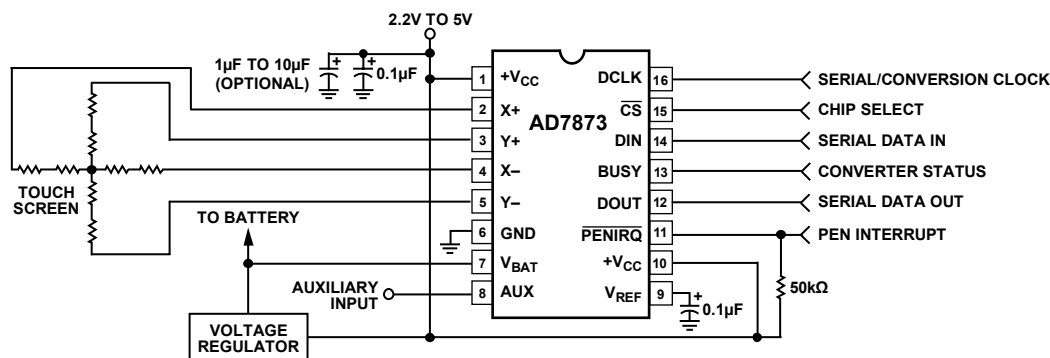 2.2V TO 5V
1µF TO 10µF
(OPTIONAL)
+
+
0.1µF
1 +VCC
2 X+
3 Y+
4 X–
5 Y–
6 GND
7 VBAT
8 AUX
AD7873
DCLK 16
CS 15
DIN 14
BUSY 13
DOUT 12
PENIRQ 11
+VCC 10
VREF 9
SERIAL/CONVERSION CLOCK
CHIP SELECT
SERIAL DATA IN
CONVERTER STATUS
SERIAL DATA OUT
PEN INTERRUPT
50kΩ
+
0.1µF
TOUCH
SCREEN
TO BATTERY
AUXILIARY
INPUT
VOLTAGE
REGULATOR